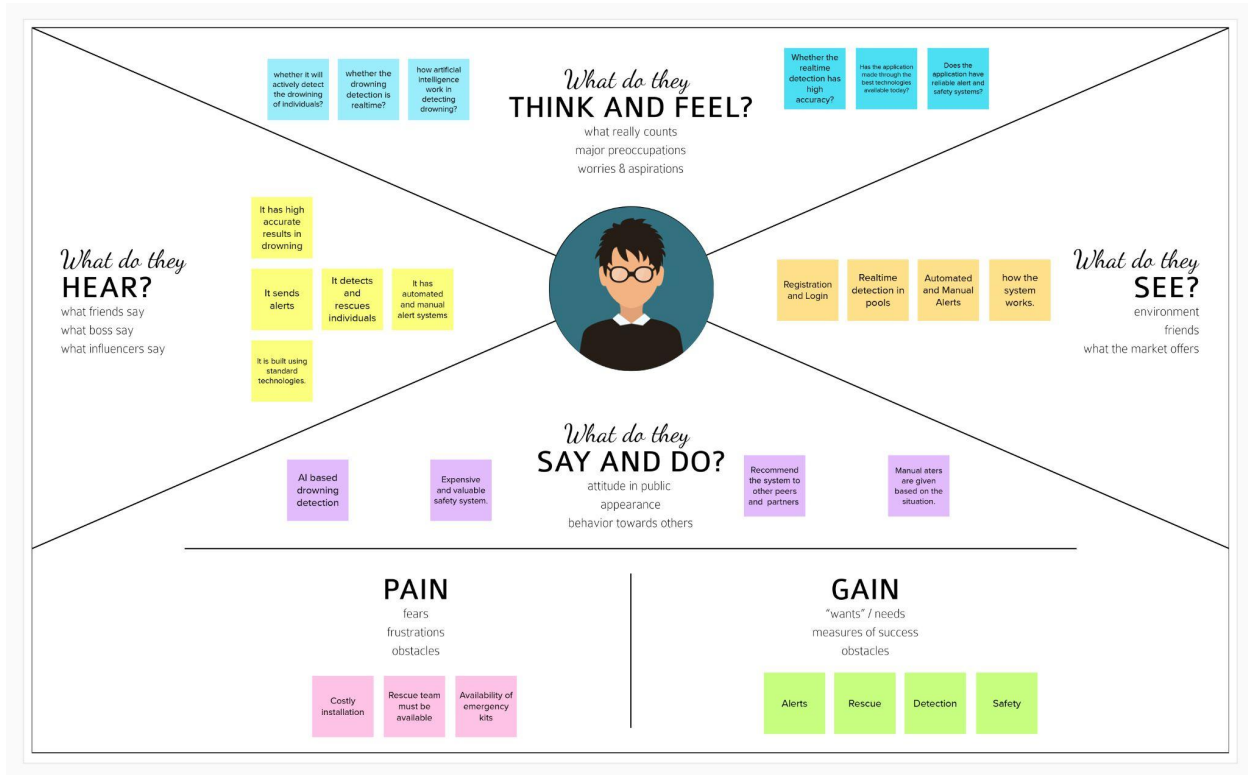 whether it will
actively detect
the drowining
of individuals?
whether the
drowning
detection is
realtime?
how artificial
intelligence
work in
detecting
drowning?
What do they
THINK AND FEEL?
what really counts
major preoccupations
worries & aspirations
Whether the
realtime
detection has
high
accuracy?
Has the application
made through the
best technologies
available today?
Does the
application have
reliable alert and
safety systems?
What do they
HEAR?
what friends say
what boss say
what influencers say
It has high
accurate
results in
drowning
It sends
alerts
It detects
and
rescues
individuals
It has
automated
and manual
alert systems
It is built using
standard
technologies.
Registration
and Login
Realtime
detection in
pools
Automated
and Manual
Alerts
how the
system
works.
What do they
SEE?
environment
friends
what the market offers
What do they
SAY AND DO?
attitude in public
appearance
behavior towards others
AI based
drowning
detection
Expensive
and valuable
safety system.
Recommend
the system to
other peers
and partners
Manual aters
are given
based on the
situation.
PAIN
fears
frustrations
obstacles
Costly
installation
Rescue team
must be
available
Availability of
emergency
kits
GAIN
“wants” / needs
measures of success
obstacles
Alerts
Rescue
Detection
Safety